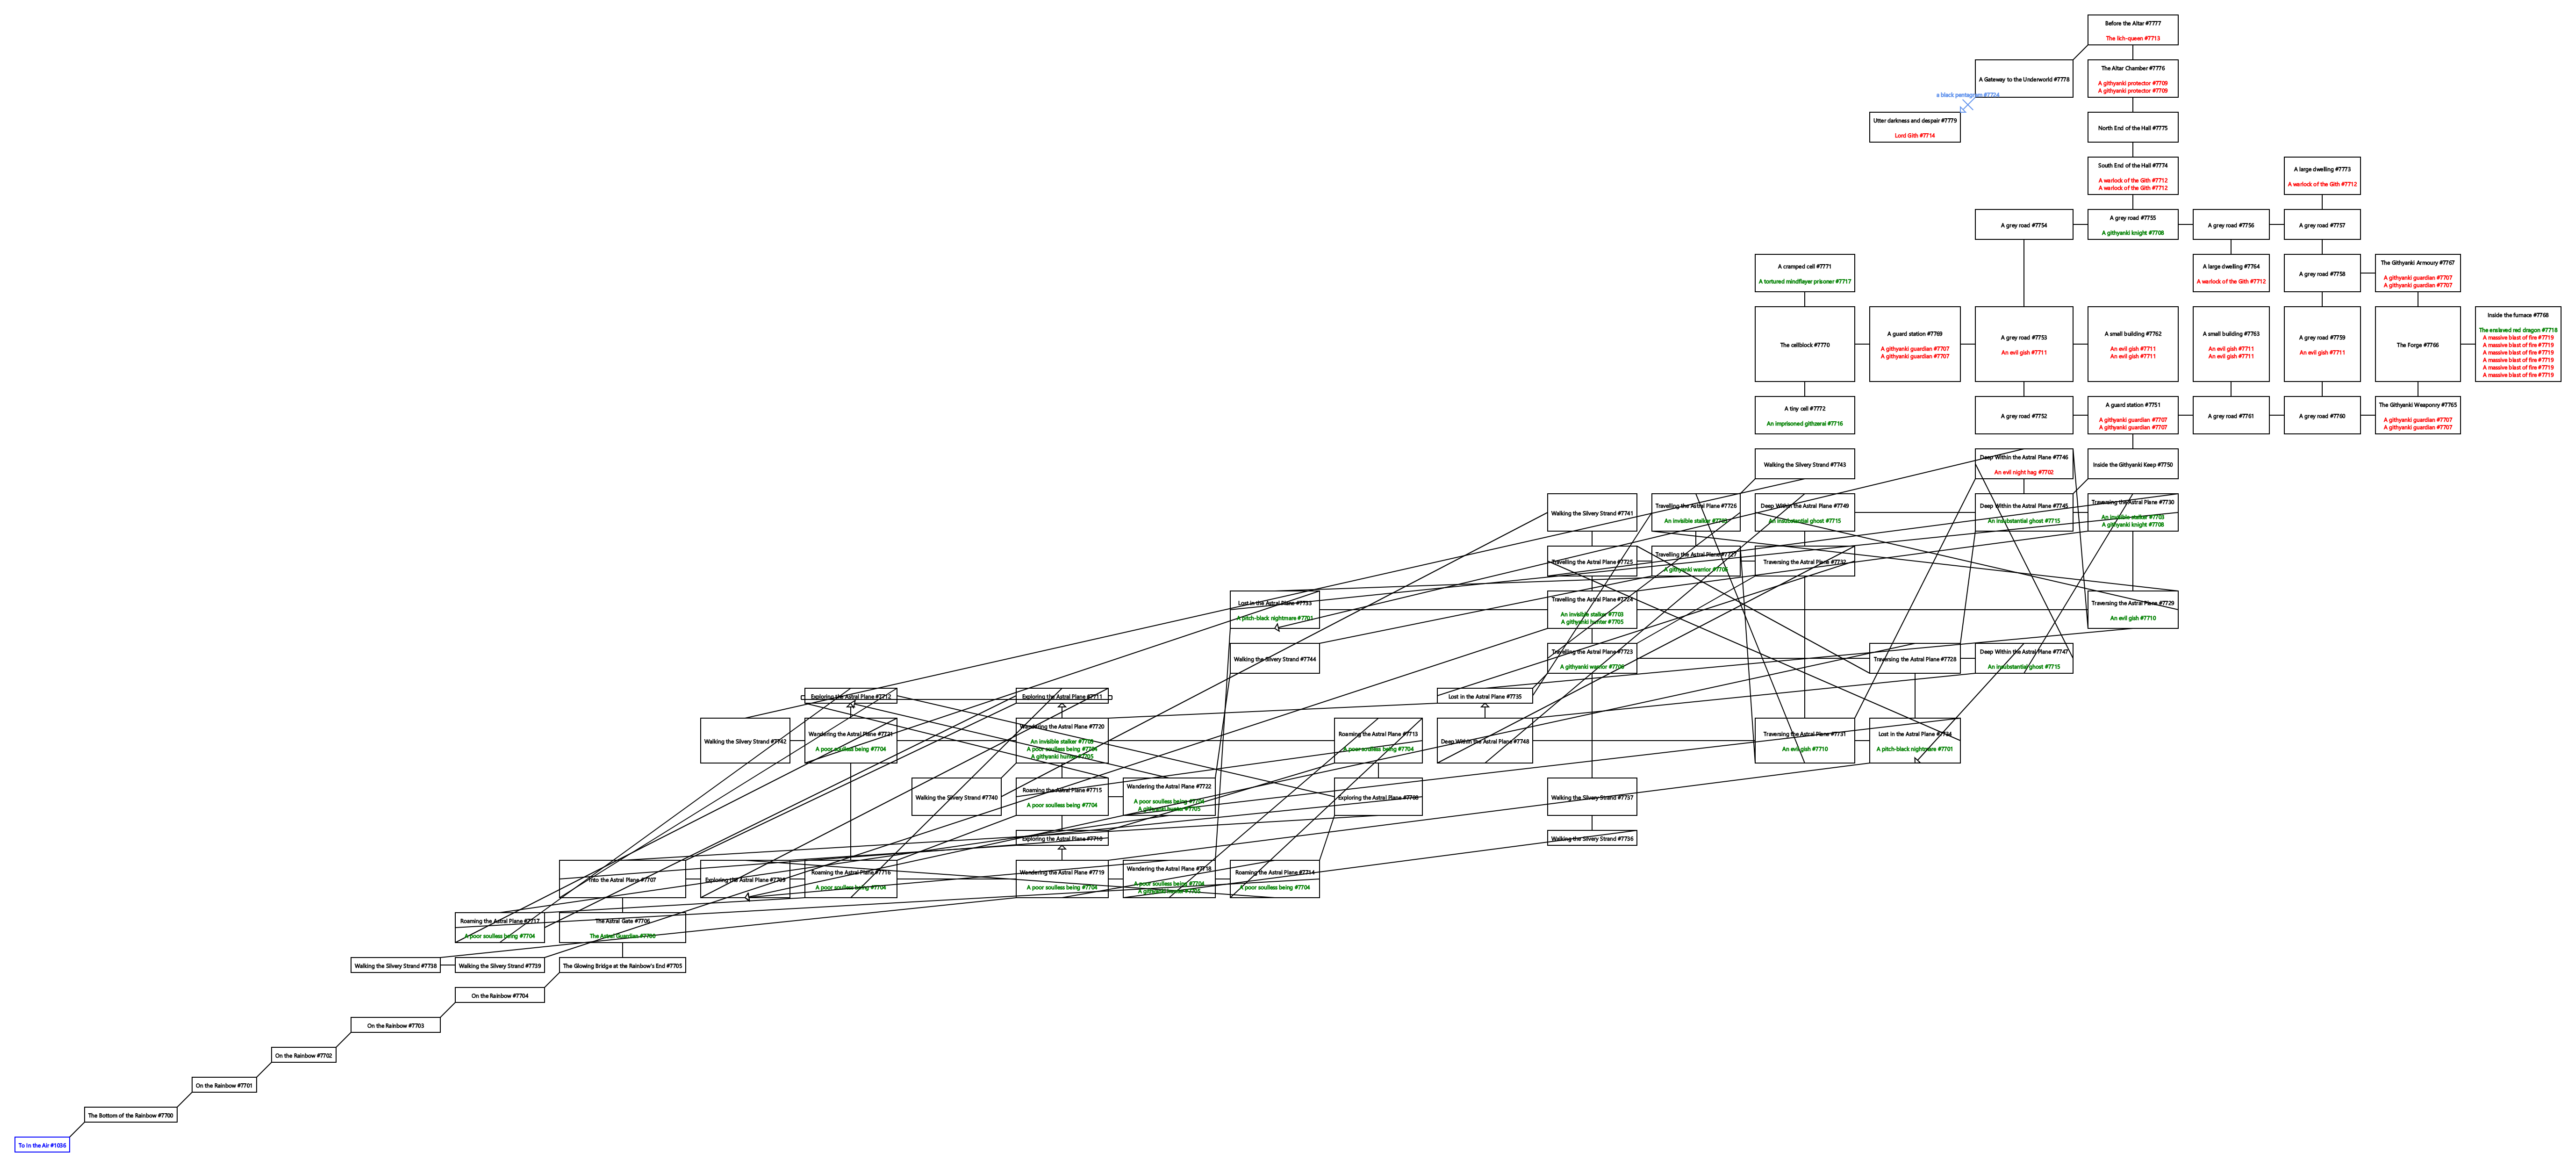 Before the Altar #7777
The lich-queen #7713
A Gateway to the Underworld #7778
The Altar Chamber #7776
A githyanki protector #7709
A githyanki protector #7709
a black pentagram #7724
Utter darkness and despair #7779
Lord Gith #7714
North End of the Hall #7775
South End of the Hall #7774
A warlock of the Gith #7712
A warlock of the Gith #7712
A large dwelling #7773
A warlock of the Gith #7712
A grey road #7754
A grey road #7755
A githyanki knight #7708
A grey road #7756
A grey road #7757
A cramped cell #7771
A tortured mindflayer prisoner #7717
A large dwelling #7764
A warlock of the Gith #7712
A grey road #7758
The Githyanki Armoury #7767
A githyanki guardian #7707
A githyanki guardian #7707
The cellblock #7770
A guard station #7769
A githyanki guardian #7707
A githyanki guardian #7707
A grey road #7753
An evil gish #7711
A small building #7762
An evil gish #7711
An evil gish #7711
A small building #7763
An evil gish #7711
An evil gish #7711
A grey road #7759
An evil gish #7711
The Forge #7766
Inside the furnace #7768
The enslaved red dragon #7718
A massive blast of fire #7719
A massive blast of fire #7719
A massive blast of fire #7719
A massive blast of fire #7719
A massive blast of fire #7719
A massive blast of fire #7719
A tiny cell #7772
An imprisoned githzerai #7716
A grey road #7752
A guard station #7751
A githyanki guardian #7707
A githyanki guardian #7707
A grey road #7761
A grey road #7760
The Githyanki Weaponry #7765
A githyanki guardian #7707
A githyanki guardian #7707
Walking the Silvery Strand #7743
Deep Within the Astral Plane #7746
An evil night hag #7702
Inside the Githyanki Keep #7750
Walking the Silvery Strand #7741
Travelling the Astral Plane #7726
An invisible stalker #7703
Deep Within the Astral Plane #7749
An insubstantial ghost #7715
Deep Within the Astral Plane #7745
An insubstantial ghost #7715
Traversing the Astral Plane #7730
An invisible stalker #7703
A githyanki knight #7708
Travelling the Astral Plane #7725
Travelling the Astral Plane #7727
A githyanki warrior #7706
Traversing the Astral Plane #7732
Lost in the Astral Plane #7733
A pitch-black nightmare #7701
Travelling the Astral Plane #7724
An invisible stalker #7703
A githyanki hunter #7705
Traversing the Astral Plane #7729
An evil gish #7710
Walking the Silvery Strand #7744
Travelling the Astral Plane #7723
A githyanki warrior #7706
Traversing the Astral Plane #7728
Deep Within the Astral Plane #7747
An insubstantial ghost #7715
Exploring the Astral Plane #7712
Exploring the Astral Plane #7711
Lost in the Astral Plane #7735
Walking the Silvery Strand #7742
Wandering the Astral Plane #7721
A poor soulless being #7704
Wandering the Astral Plane #7720
An invisible stalker #7703
A poor soulless being #7704
A githyanki hunter #7705
Roaming the Astral Plane #7713
A poor soulless being #7704
Deep Within the Astral Plane #7748
Traversing the Astral Plane #7731
An evil gish #7710
Lost in the Astral Plane #7734
A pitch-black nightmare #7701
Walking the Silvery Strand #7740
Roaming the Astral Plane #7715
A poor soulless being #7704
Wandering the Astral Plane #7722
A poor soulless being #7704
A githyanki hunter #7705
Exploring the Astral Plane #7708
Walking the Silvery Strand #7737
Exploring the Astral Plane #7710
Walking the Silvery Strand #7736
Into the Astral Plane #7707
Exploring the Astral Plane #7709
Roaming the Astral Plane #7716
A poor soulless being #7704
Wandering the Astral Plane #7719
A poor soulless being #7704
Wandering the Astral Plane #7718
A poor soulless being #7704
A githyanki hunter #7705
Roaming the Astral Plane #7714
A poor soulless being #7704
Roaming the Astral Plane #7717
A poor soulless being #7704
The Astral Gate #7706
The Astral Guardian #7700
Walking the Silvery Strand #7738
Walking the Silvery Strand #7739
The Glowing Bridge at the Rainbow's End #7705
On the Rainbow #7704
On the Rainbow #7703
On the Rainbow #7702
On the Rainbow #7701
The Bottom of the Rainbow #7700
To In the Air #1036